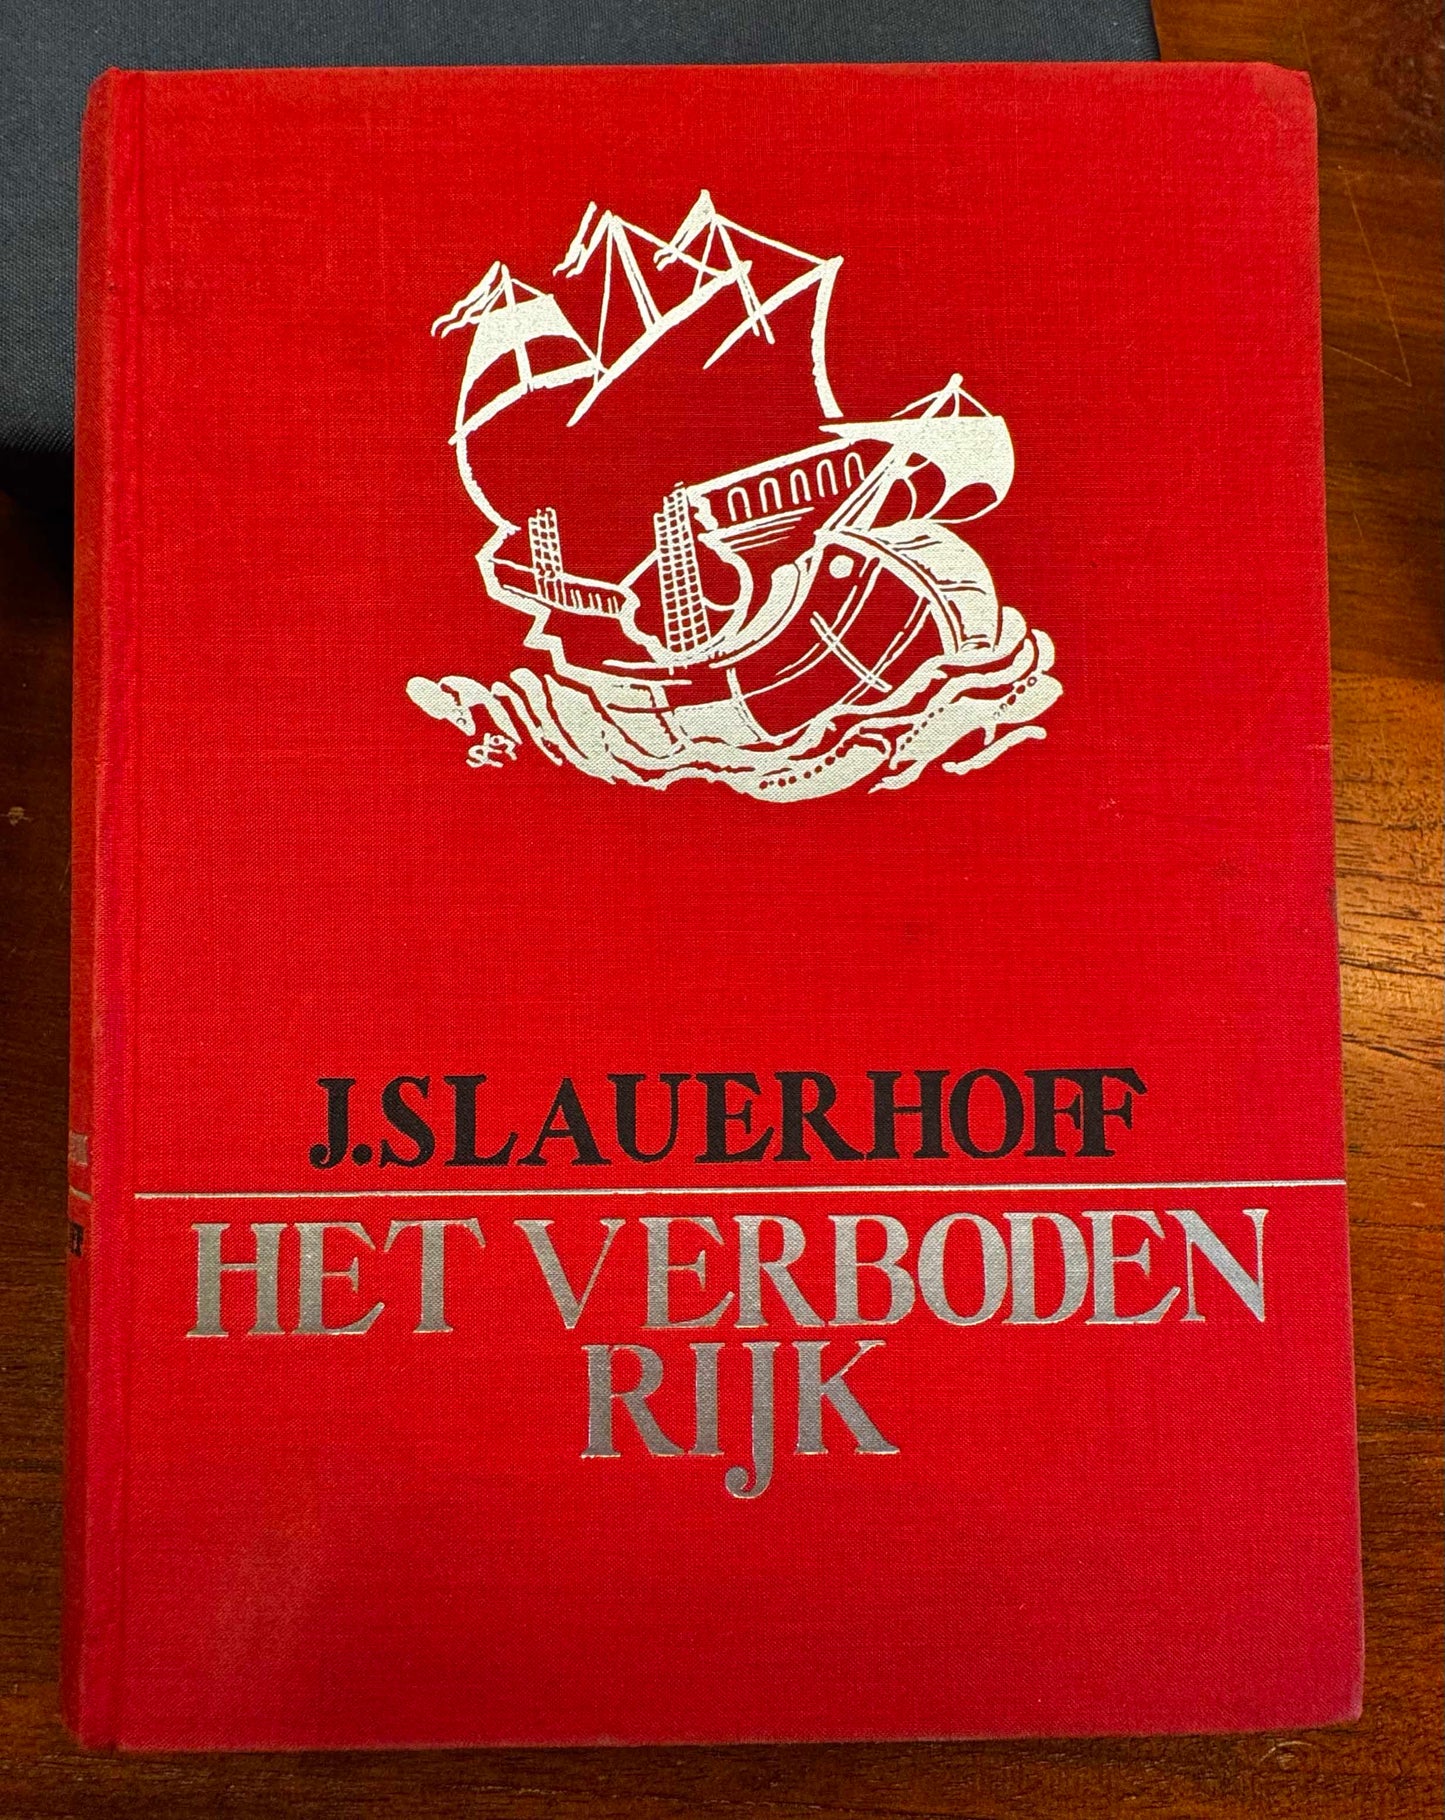 J. SLAUERHOFF
HET VERBODEN
RIJK